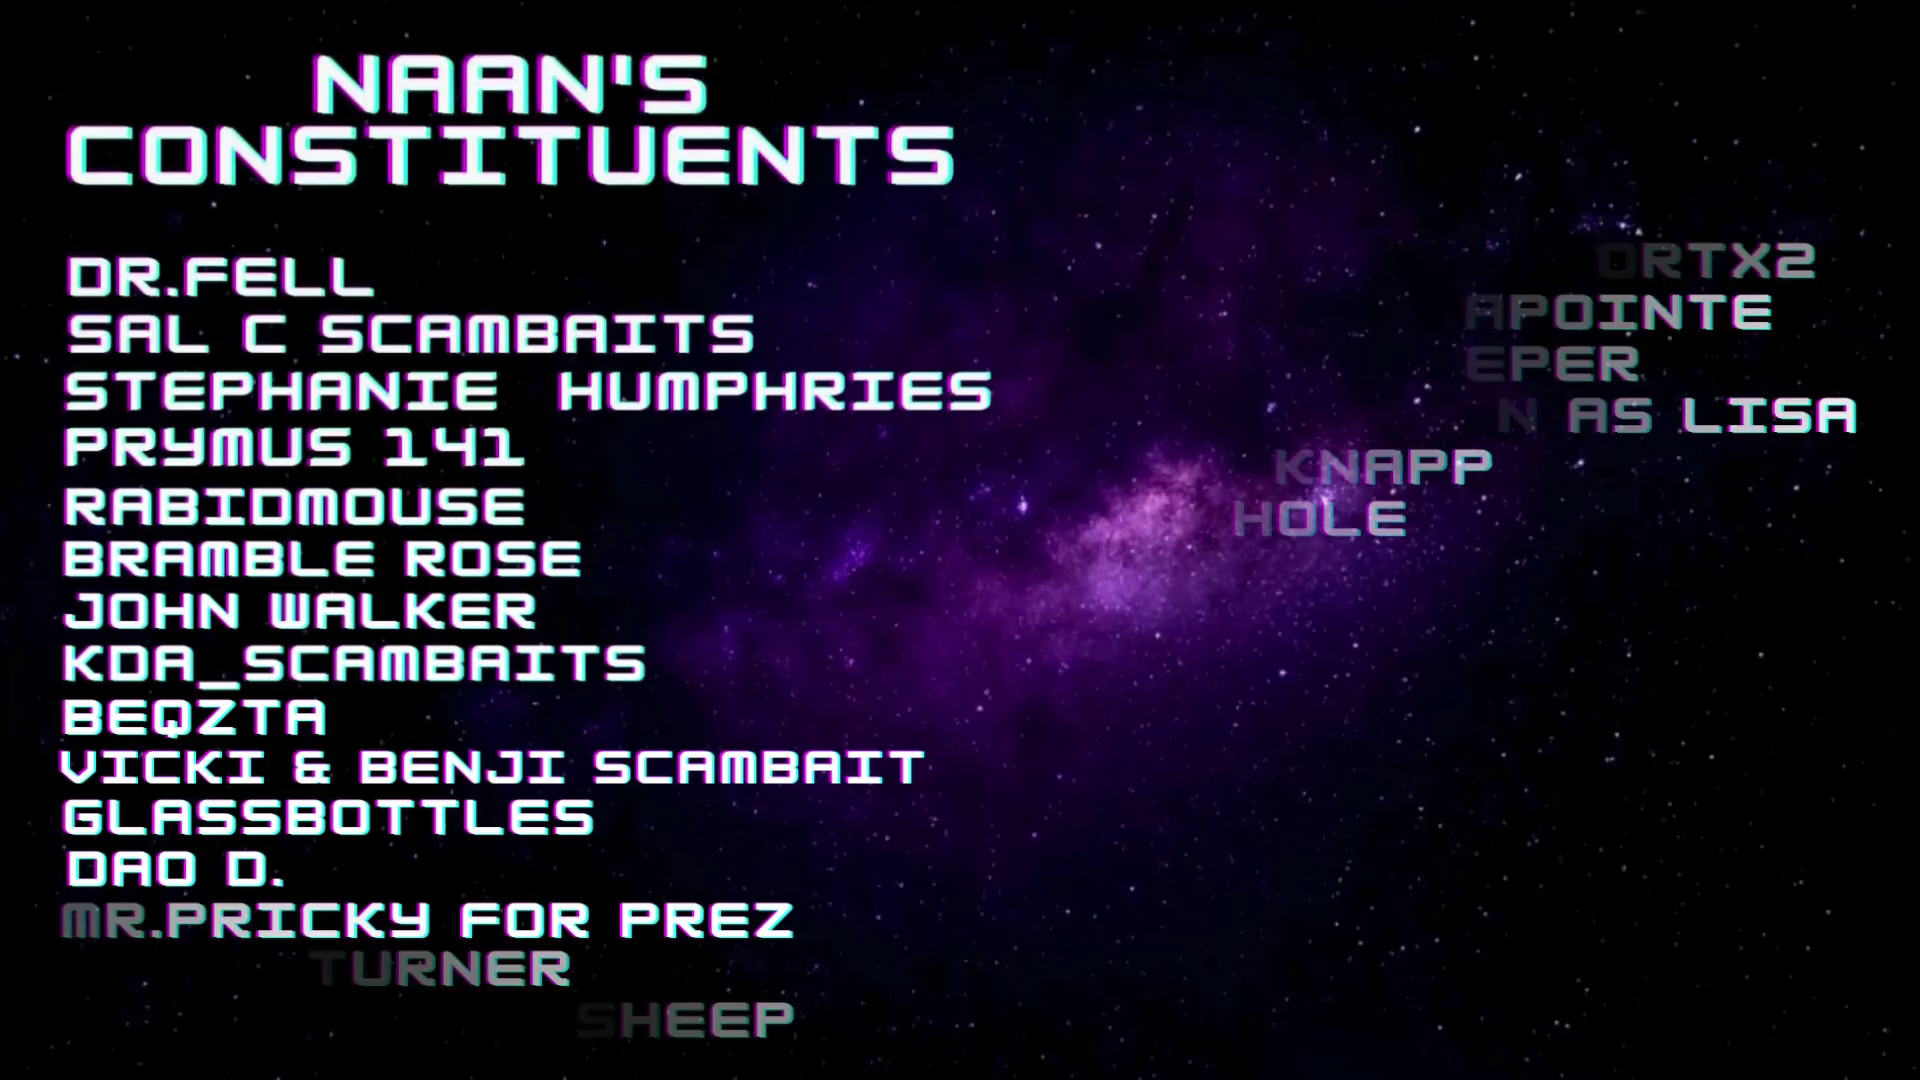 NAAN'S
CONSTITUENTS
DR.FELL
SAL C SCAMBAITS
STEPHANIE HUMPHRIES
PRYMUS 141
RABIDMOUSE
BRAMBLE ROSE
JOHN WALKER
KDA_SCAMBAITS
BEQZTA
VICKI & BENJI SCAMBAIT
GLASSBOTTLES
DAO D.
MR.PRICKY FOR PREZ
TURNER
SHEEP
ORTX2
APOINTE
EPER
N AS LISA
KNAPP
HOLE